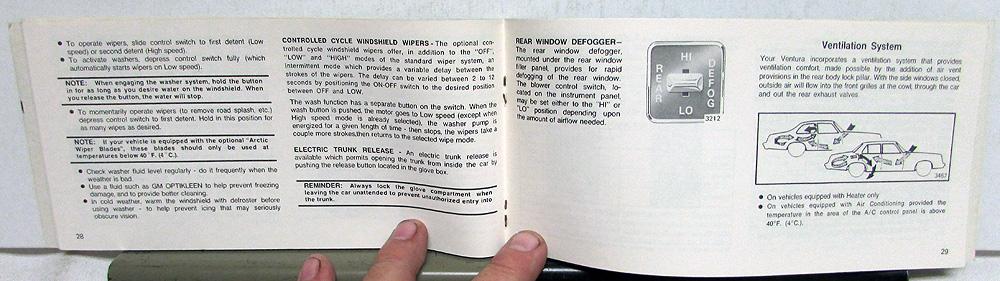 ● To operate wipers, slide control switch to first detent (Low
speed) or second detent (High speed).
● To activate washers, depress control switch fully (which
automatically starts wipers on Low speed).
NOTE: When engaging the washer system, hold the button
in for as long as you desire water on the windshield. When
you release the button, the water will stop.
● To momentarily operate wipers (to remove road splash, etc.)
depress control switch to first detent. Hold in this position for
as many wipes as desired.
NOTE: If your vehicle is equipped with the optional "Arctic
Wiper Blades", these blades should only be used at
temperatures below 40°F. (4°C.).
● Check washer fluid level regularly - do it frequently when the
weather is bad.
● Use a fluid such as GM OPTIKLEEN to help prevent freezing
damage, and to provide better cleaning.
● In cold weather, warm the windshield with defroster before
using washer - to help prevent icing that may seriously
obscure vision.
28
CONTROLLED CYCLE WINDSHIELD WIPERS - The optional con-
trolled cycle windshield wipers offer, in addition to the "OFF",
"LOW" and "HIGH" modes of the standard wiper system, an
intermittent mode which provides a variable delay between the
strokes of the wipers. The delay can be varied between 2 to 12
seconds by positioning the ON-OFF switch to the desired position
between OFF and LOW.
The wash function has a separate button on the switch. When the
wash button is pushed, the motor goes to Low speed (except when
High speed mode is already selected), the washer pump is
energized for a given length of time - then stops, the wipers take a
couple more strokes,then returns to the selected wipe mode.
ELECTRIC TRUNK RELEASE - An electric trunk release is
available which permits opening the trunk from inside the car by
pushing the release button located in the glove box.
REMINDER: Always lock the glove compartment when
leaving the car unattended to prevent unauthorized entry into
the trunk.
REAR WINDOW DEFOGGER—
The rear window defogger,
mounted under the rear window
filler panel, provides for rapid
defogging of the rear window.
The blower control switch, lo-
cated on the instrument panel,
may be set either to the "HI" or
"LO" position depending upon
the amount of airflow needed.
HI
REAR
DEFOG
LO
3212
Ventilation System
Your Ventura incorporates a ventilation system that provides
ventilation comfort, made possible by the addition of air vent
provisions in the rear body lock pillar. With the side windows closed,
outside air will flow into the front grilles at the cowl, through the car
and out the rear exhaust valves.
3463
● On vehicles equipped with Heater only
● On vehicles equipped with Air Conditioning provided the
temperature in the area of the A/C control panel is above
40°F. (4°C.).
29